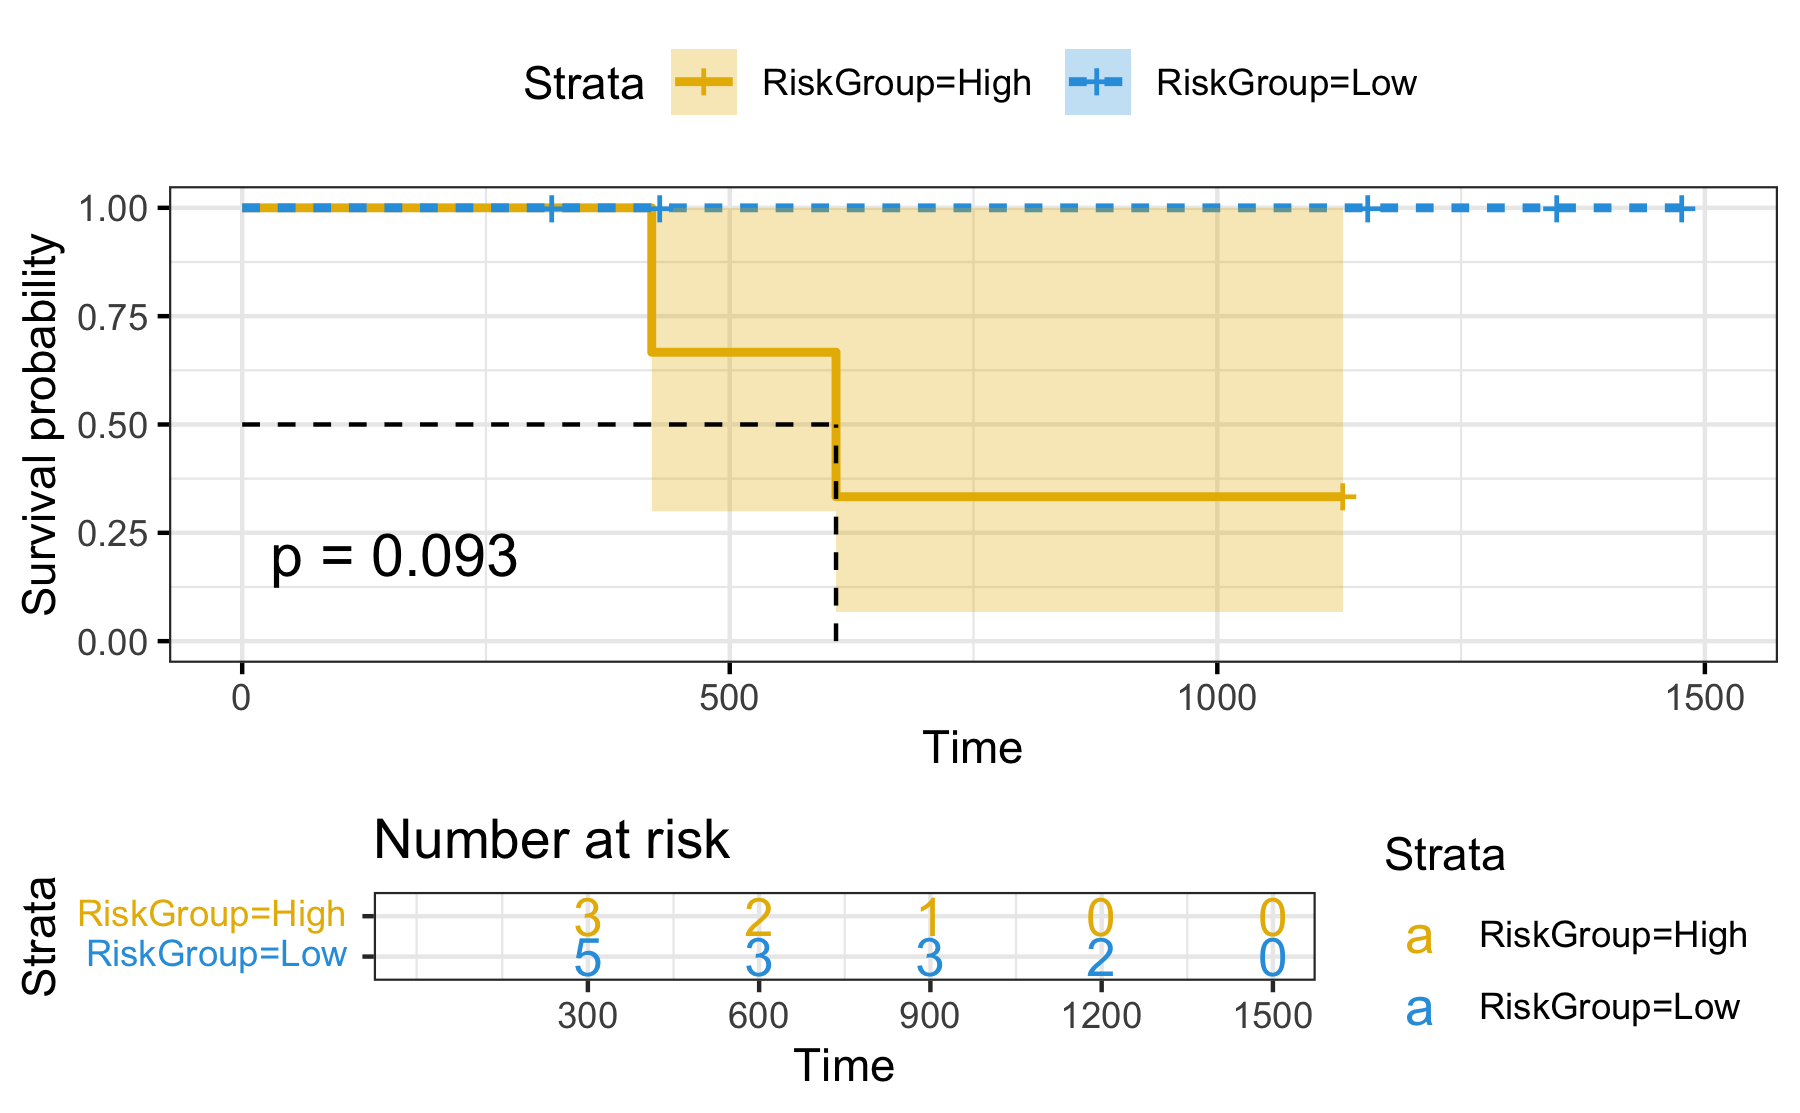 Strata RiskGroup=High RiskGroup=Low
Survival probability
1.00
0.75
0.50
0.25
0.00
p = 0.093
0 500 1000 1500
Time
Number at risk
Strata
RiskGroup=High 3 2 1 0 0
RiskGroup=Low 5 3 3 2 0
300 600 900 1200 1500
Time
Strata
a RiskGroup=High
a RiskGroup=Low